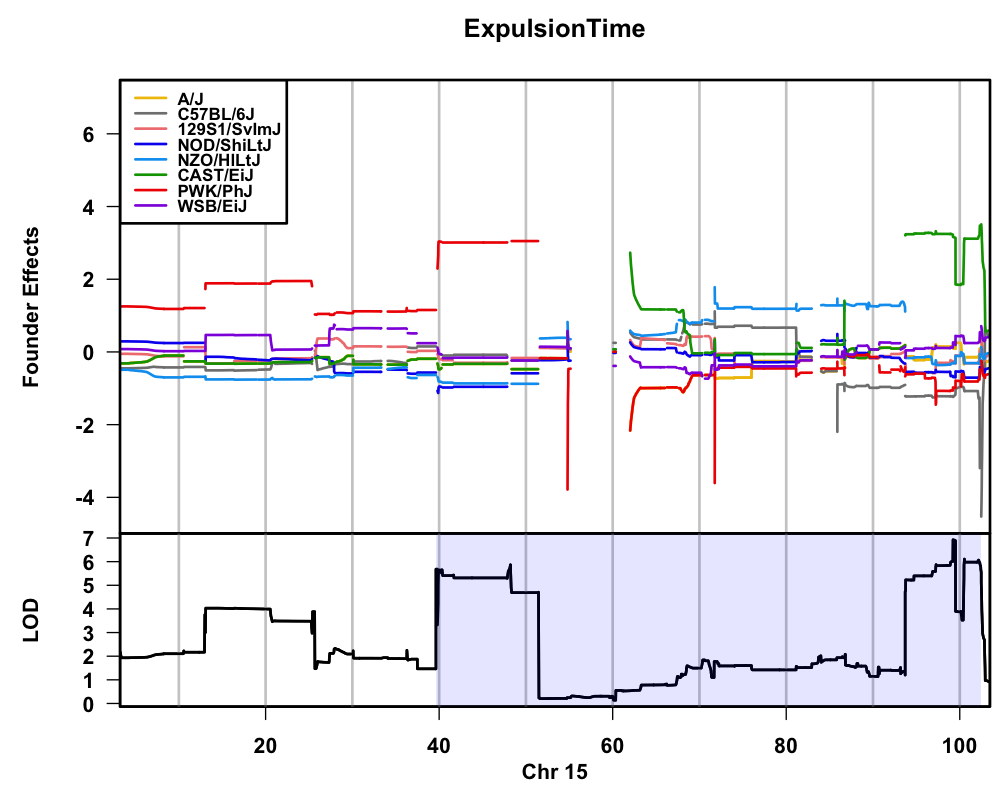 ExpulsionTime
A/J
C57BL/6J
129S1/SvImJ
NOD/ShiLtJ
NZO/HlLtJ
CAST/EiJ
PWK/PhJ
WSB/EiJ
Founder Effects
6
4
2
0
-2
-4
LOD
7
6
5
4
3
2
1
0
20 40 60 80 100
Chr 15